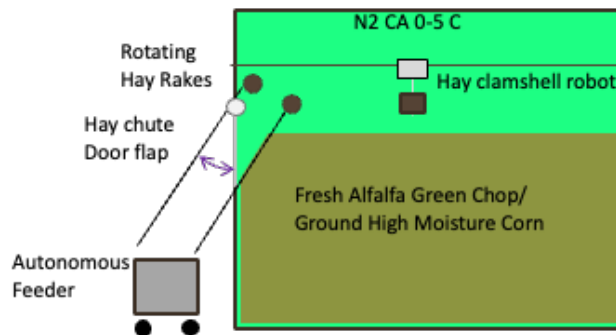 N2 CA 0-5 C
Rotating
Hay Rakes
Hay clamshell robot
Hay chute
Door flap
Fresh Alfalfa Green Chop/
Ground High Moisture Corn
Autonomous
Feeder